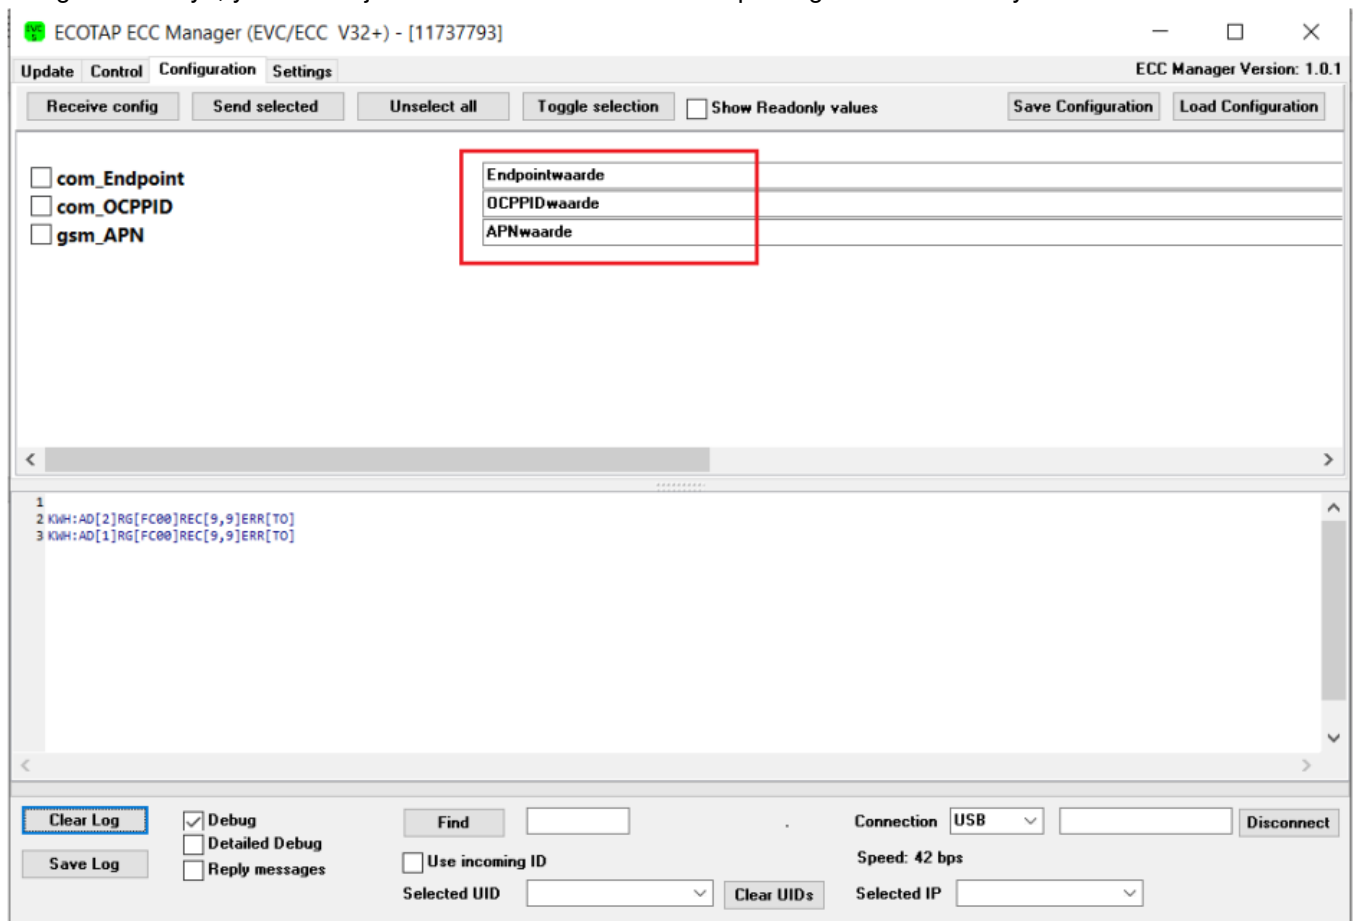 EVC
5
ECOTAP ECC Manager (EVC/ECC V32+) - [11737793]
Update Control Configuration Settings ECC Manager Version: 1.0.1
Receive config Send selected Unselect all Toggle selection Show Readonly values Save Configuration Load Configuration
com_Endpoint Endpointwaarde
com_OCPPID OCPPIDwaarde
gsm_APN APNwaarde
1
2 KWH:AD[2]RG[FC00]REC[9,9]ERR[TO]
3 KWH:AD[1]RG[FC00]REC[9,9]ERR[TO]
Clear Log Debug Find . Connection USB Disconnect
Detailed Debug
Save Log Reply messages Use incoming ID Speed: 42 bps
Selected UID Clear UIDs Selected IP